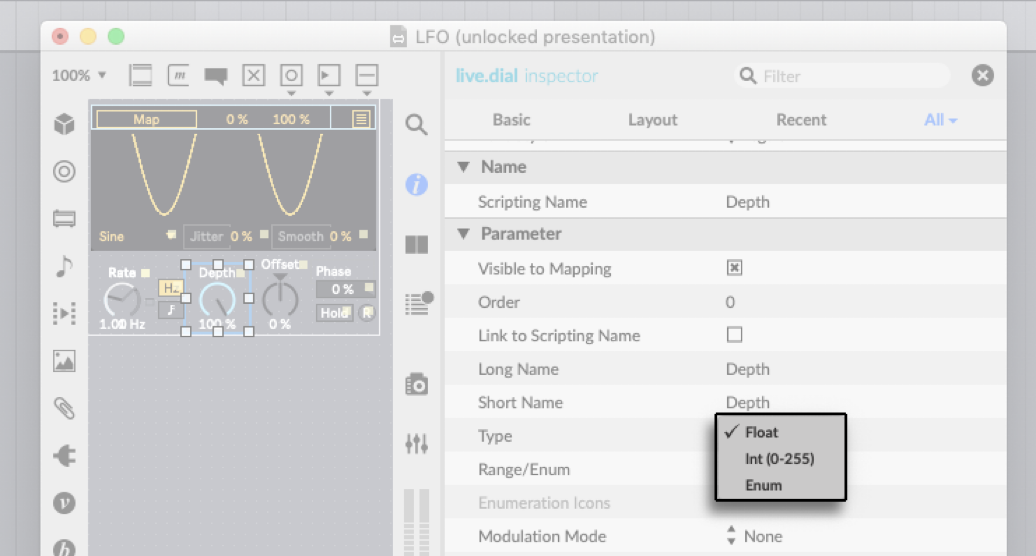 LFO (unlocked presentation)
100%
m
live.dial inspector
Filter
Basic Layout Recent All
Map 0 % 100 %
Name
Scripting Name Depth
Sine Jitter 0 % Smooth 0 %
Parameter
Rate Depth Offset Phase
Visible to Mapping
Hz 0 %
Order 0
Hold R
1.00 Hz 100 % 0 %
Link to Scripting Name
Long Name Depth
Short Name Depth
Type Float
Int (0-255)
Range/Enum
Enum
Enumeration Icons
Modulation Mode None